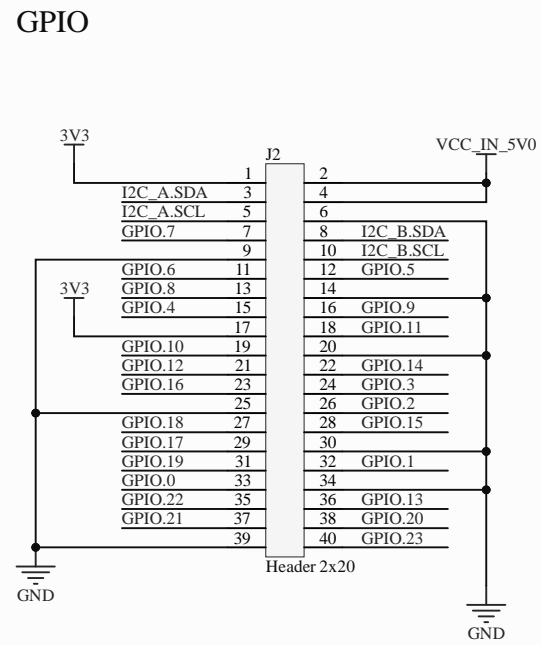 GPIO
3V3
VCC_IN_5V0
J2
1 2
I2C_A.SDA 3 4
I2C_A.SCL 5 6
GPIO.7 7 8 I2C_B.SDA
9 10 I2C_B.SCL
GPIO.6 11 12 GPIO.5
GPIO.8 13 14
3V3
GPIO.4 15 16 GPIO.9
17 18 GPIO.11
GPIO.10 19 20
GPIO.12 21 22 GPIO.14
GPIO.16 23 24 GPIO.3
25 26 GPIO.2
GPIO.18 27 28 GPIO.15
GPIO.17 29 30
GPIO.19 31 32 GPIO.1
GPIO.0 33 34
GPIO.22 35 36 GPIO.13
GPIO.21 37 38 GPIO.20
39 40 GPIO.23
Header 2x20
GND
GND